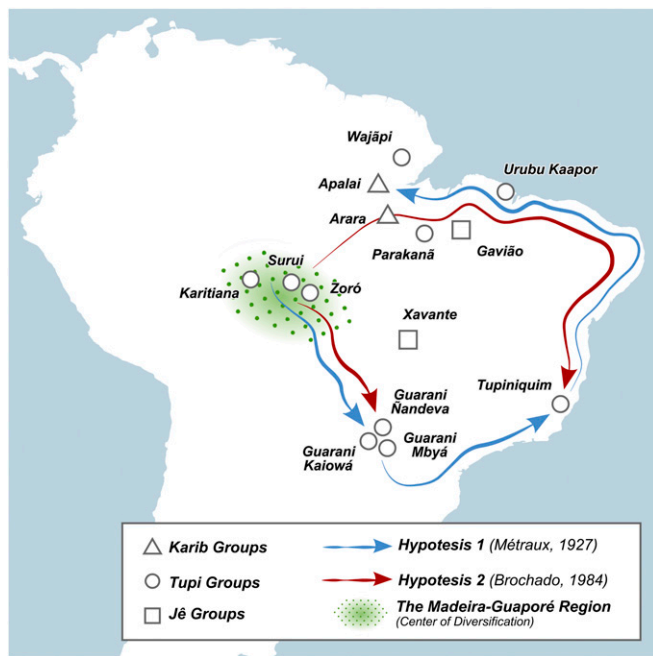 Wajãpi
Urubu Kaapor
Apalai
Arara
Parakanã
Gavião
Surui
Karitiana
Zoró
Xavante
Guarani
Ñandeva
Tupiniquim
Guarani
Kaiowá
Guarani
Mbyá
Karib Groups
Hypotesis 1 (Métraux, 1927)
Tupi Groups
Hypotesis 2 (Brochado, 1984)
Jê Groups
The Madeira-Guaporé Region
(Center of Diversification)